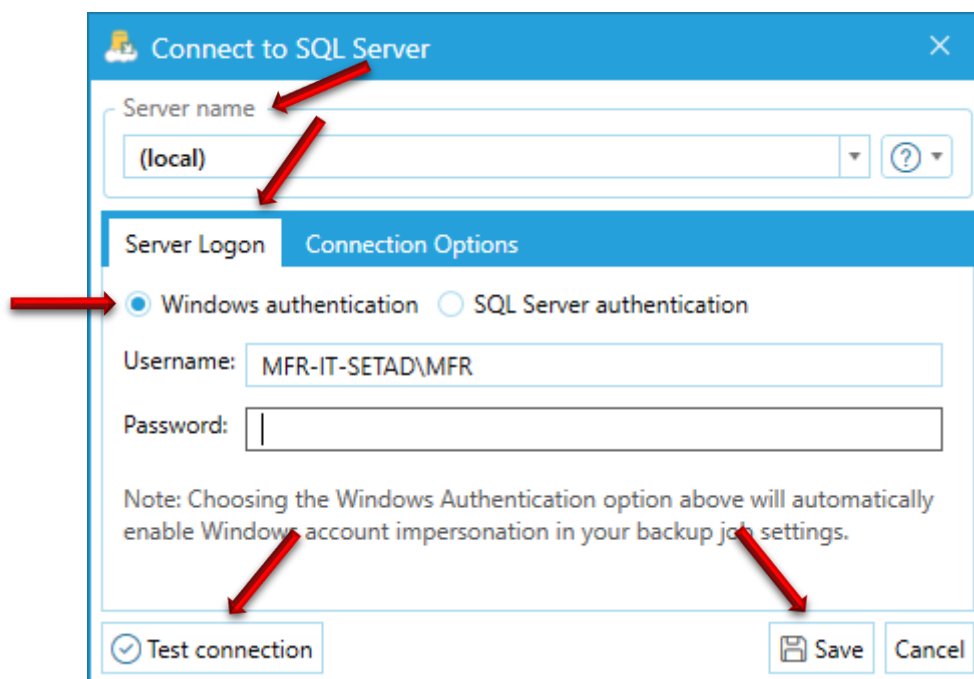 Connect to SQL Server
Server name
(local)
Server Logon Connection Options
Windows authentication SQL Server authentication
Username: MFR-IT-SETAD\MFR
Password:
Note: Choosing the Windows Authentication option above will automatically
enable Windows account impersonation in your backup job settings.
Test connection Save Cancel